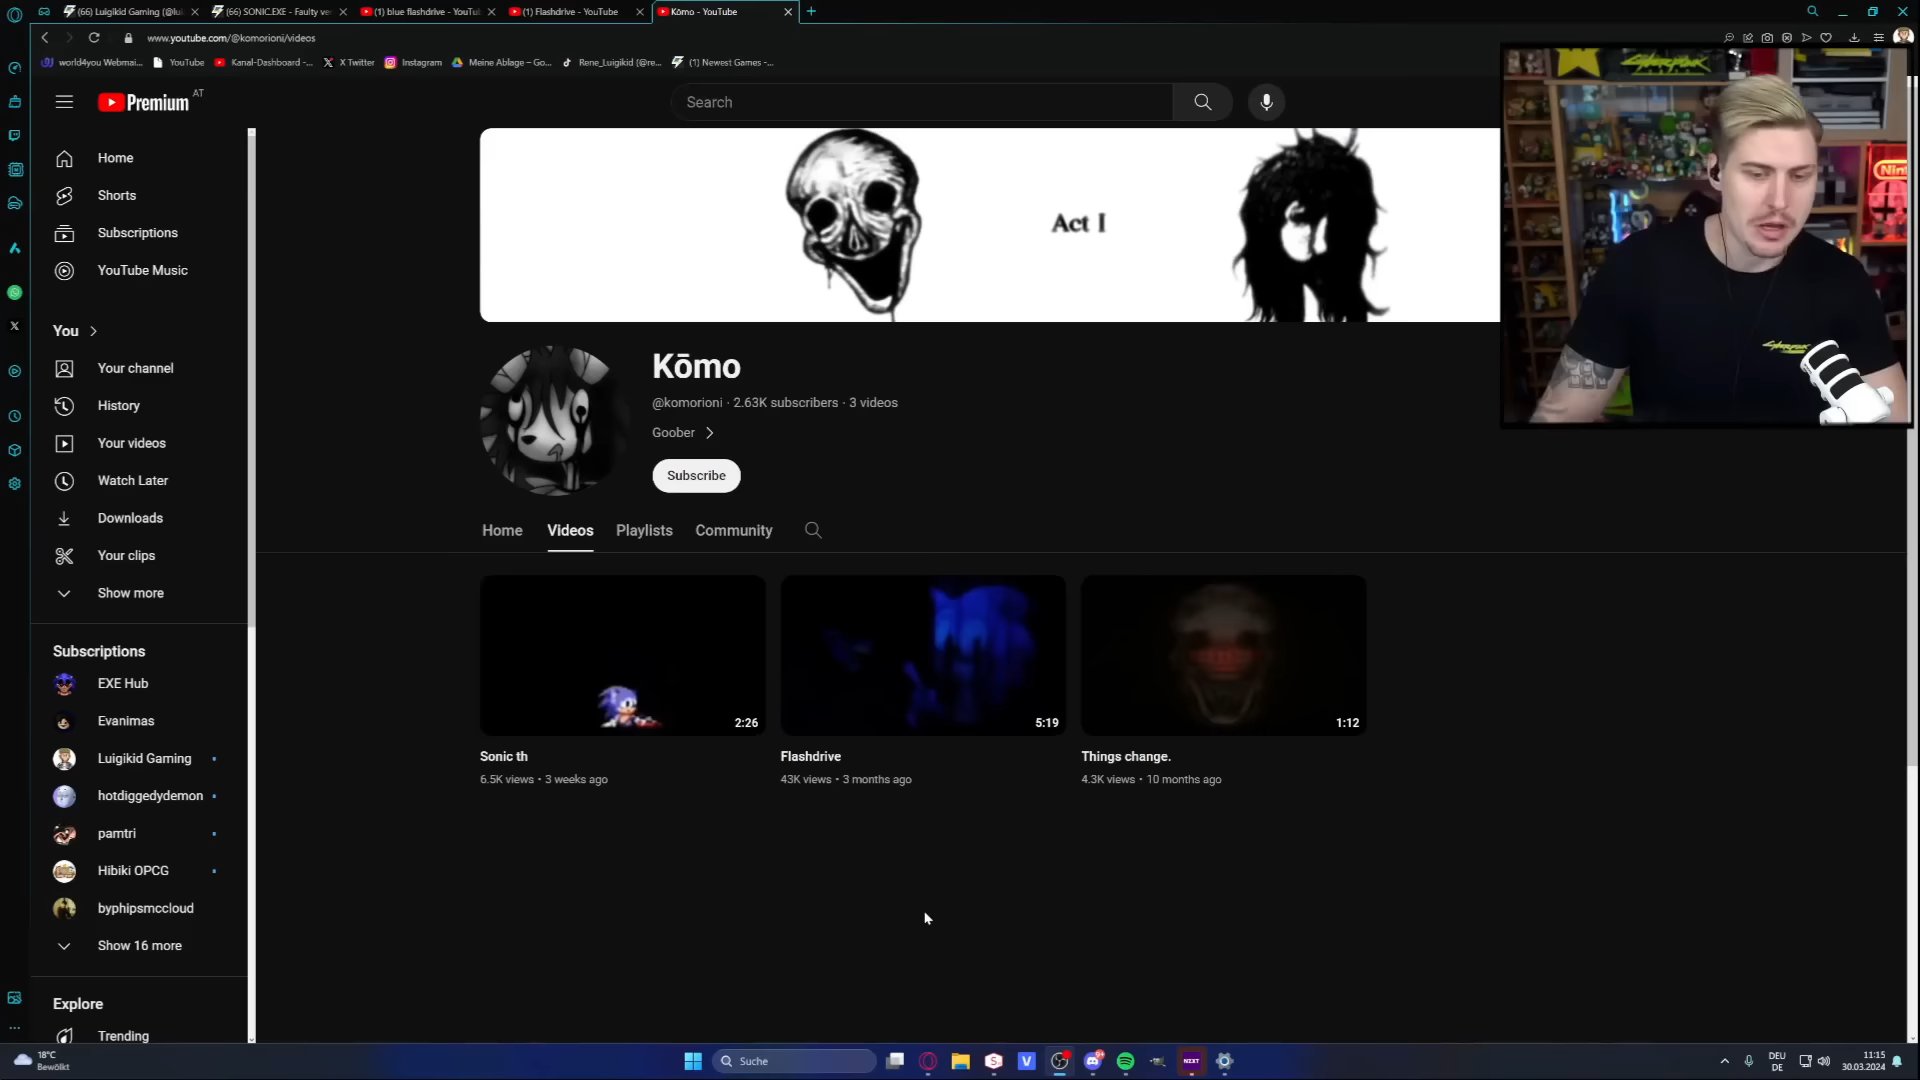 (66) Luigikid Gaming (@lui
(66) SONIC.EXE - Faulty ve
(1) blue flashdrive - YouTu
(1) Flashdrive - YouTube
Kōmo - YouTube
www.youtube.com/@komorioni/videos
world4you Webmai...
YouTube
Kanal-Dashboard -...
X Twitter
Instagram
Meine Ablage – Go...
Rene_Luigikid (@re...
(1) Newest Games -...
Premium
AT
Search
Home
Shorts
Subscriptions
YouTube Music
You
Your channel
History
Your videos
Watch Later
Downloads
Your clips
Show more
Subscriptions
EXE Hub
Evanimas
Luigikid Gaming
hotdiggedydemon
pamtri
Hibiki OPCG
byphipsmccloud
Show 16 more
Explore
Trending
Act I
Kōmo
@komorioni · 2.63K subscribers · 3 videos
Goober
Subscribe
Home
Videos
Playlists
Community
2:26
Sonic th
6.5K views • 3 weeks ago
5:19
Flashdrive
43K views • 3 months ago
1:12
Things change.
4.3K views • 10 months ago
18°C
Bewölkt
Suche
NEXT
DEU
DE
11:15
30.03.2024